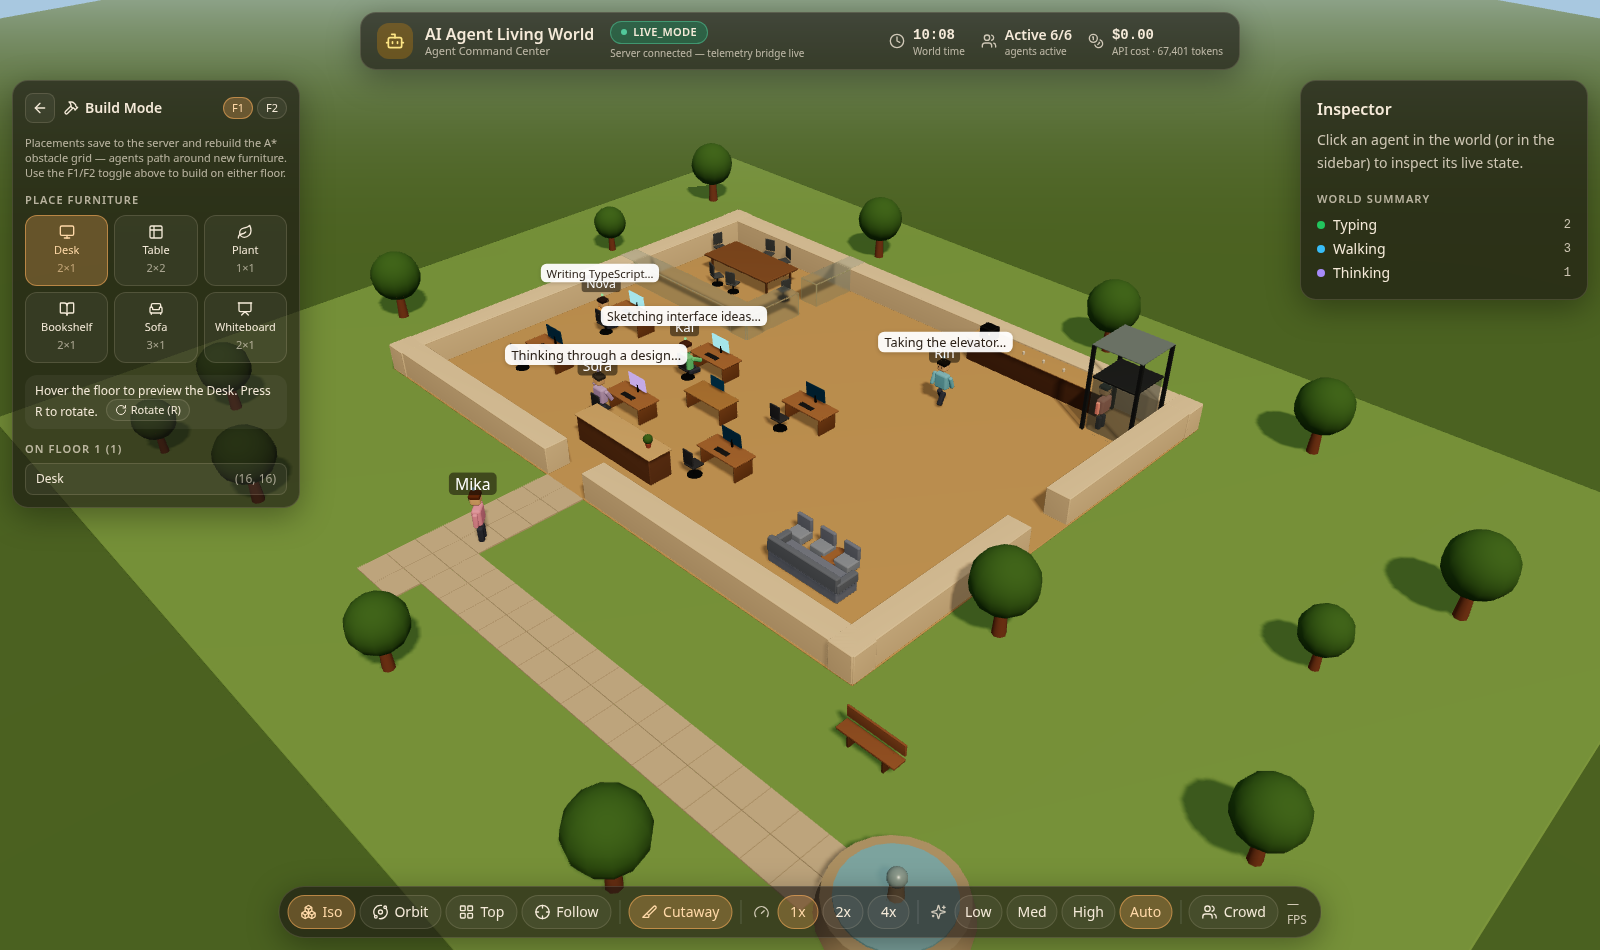 AI Agent Living World
Agent Command Center
LIVE_MODE
Server connected — telemetry bridge live
10:08
World time
Active 6/6
agents active
$0.00
API cost · 67,401 tokens
Build Mode
F1
F2
Placements save to the server and rebuild the A*
obstacle grid — agents path around new furniture.
Use the F1/F2 toggle above to build on either floor.
PLACE FURNITURE
Desk
2×1
Table
2×2
Plant
1×1
Bookshelf
2×1
Sofa
3×1
Whiteboard
2×1
Hover the floor to preview the Desk. Press
R to rotate.
Rotate (R)
ON FLOOR 1 (1)
Desk
(16, 16)
Inspector
Click an agent in the world (or in the
sidebar) to inspect its live state.
WORLD SUMMARY
Typing
2
Walking
3
Thinking
1
Writing TypeScript...
Nova
Sketching interface ideas...
Kai
Thinking through a design...
Sora
Taking the elevator...
Rin
Mika
Iso
Orbit
Top
Follow
Cutaway
1x
2x
4x
Low
Med
High
Auto
Crowd
—
FPS